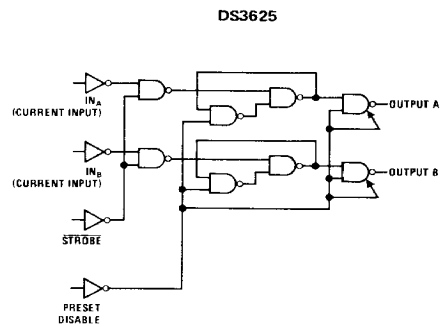 DS3625
IN_A
(CURRENT INPUT)
OUTPUT A
IN_B
(CURRENT INPUT)
OUTPUT B
STROBE
PRESET
DISABLE